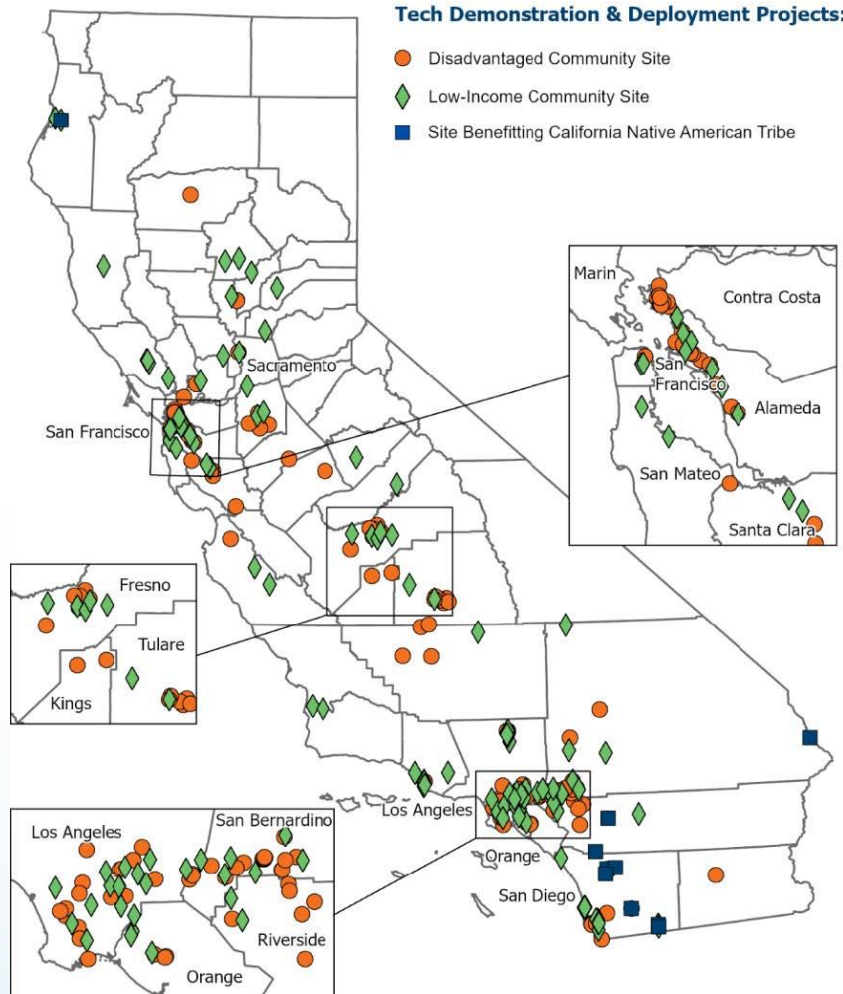 Tech Demonstration & Deployment Projects:
Disadvantaged Community Site
Low-Income Community Site
Site Benefitting California Native American Tribe
Marin
Contra Costa
San
Francisco
Alameda
San Mateo
Santa Clara
Sacramento
San Francisco
Fresno
Tulare
Kings
Los Angeles
Orange
San Diego
Los Angeles
San Bernardino
Riverside
Orange